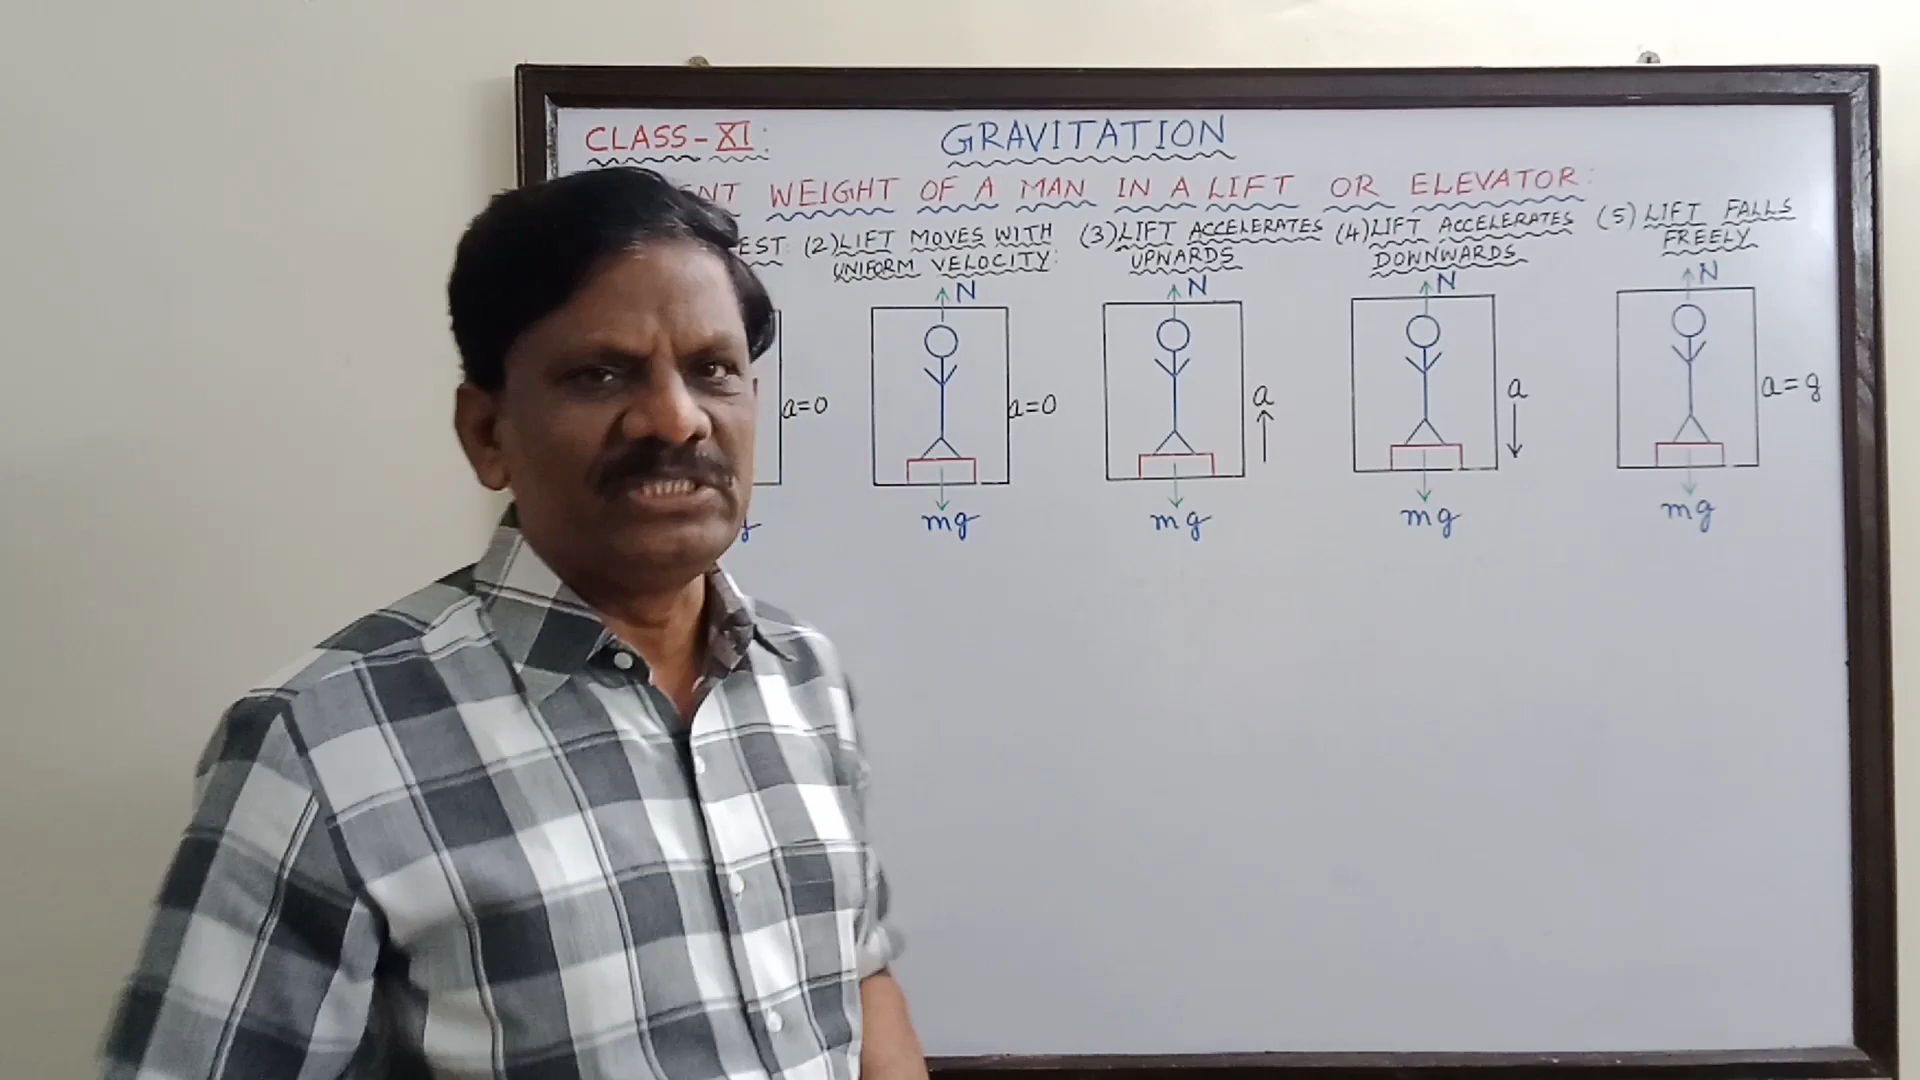 CLASS-XI:
GRAVITATION
WEIGHT OF A MAN IN A LIFT OR ELEVATOR:
(2) LIFT MOVES WITH
UNIFORM VELOCITY:
(3) LIFT ACCELERATES
UPWARDS
(4) LIFT ACCELERATES
DOWNWARDS
(5) LIFT FALLS
FREELY
a=0
N
a=0
mg
N
a
mg
N
a
mg
N
a=g
mg